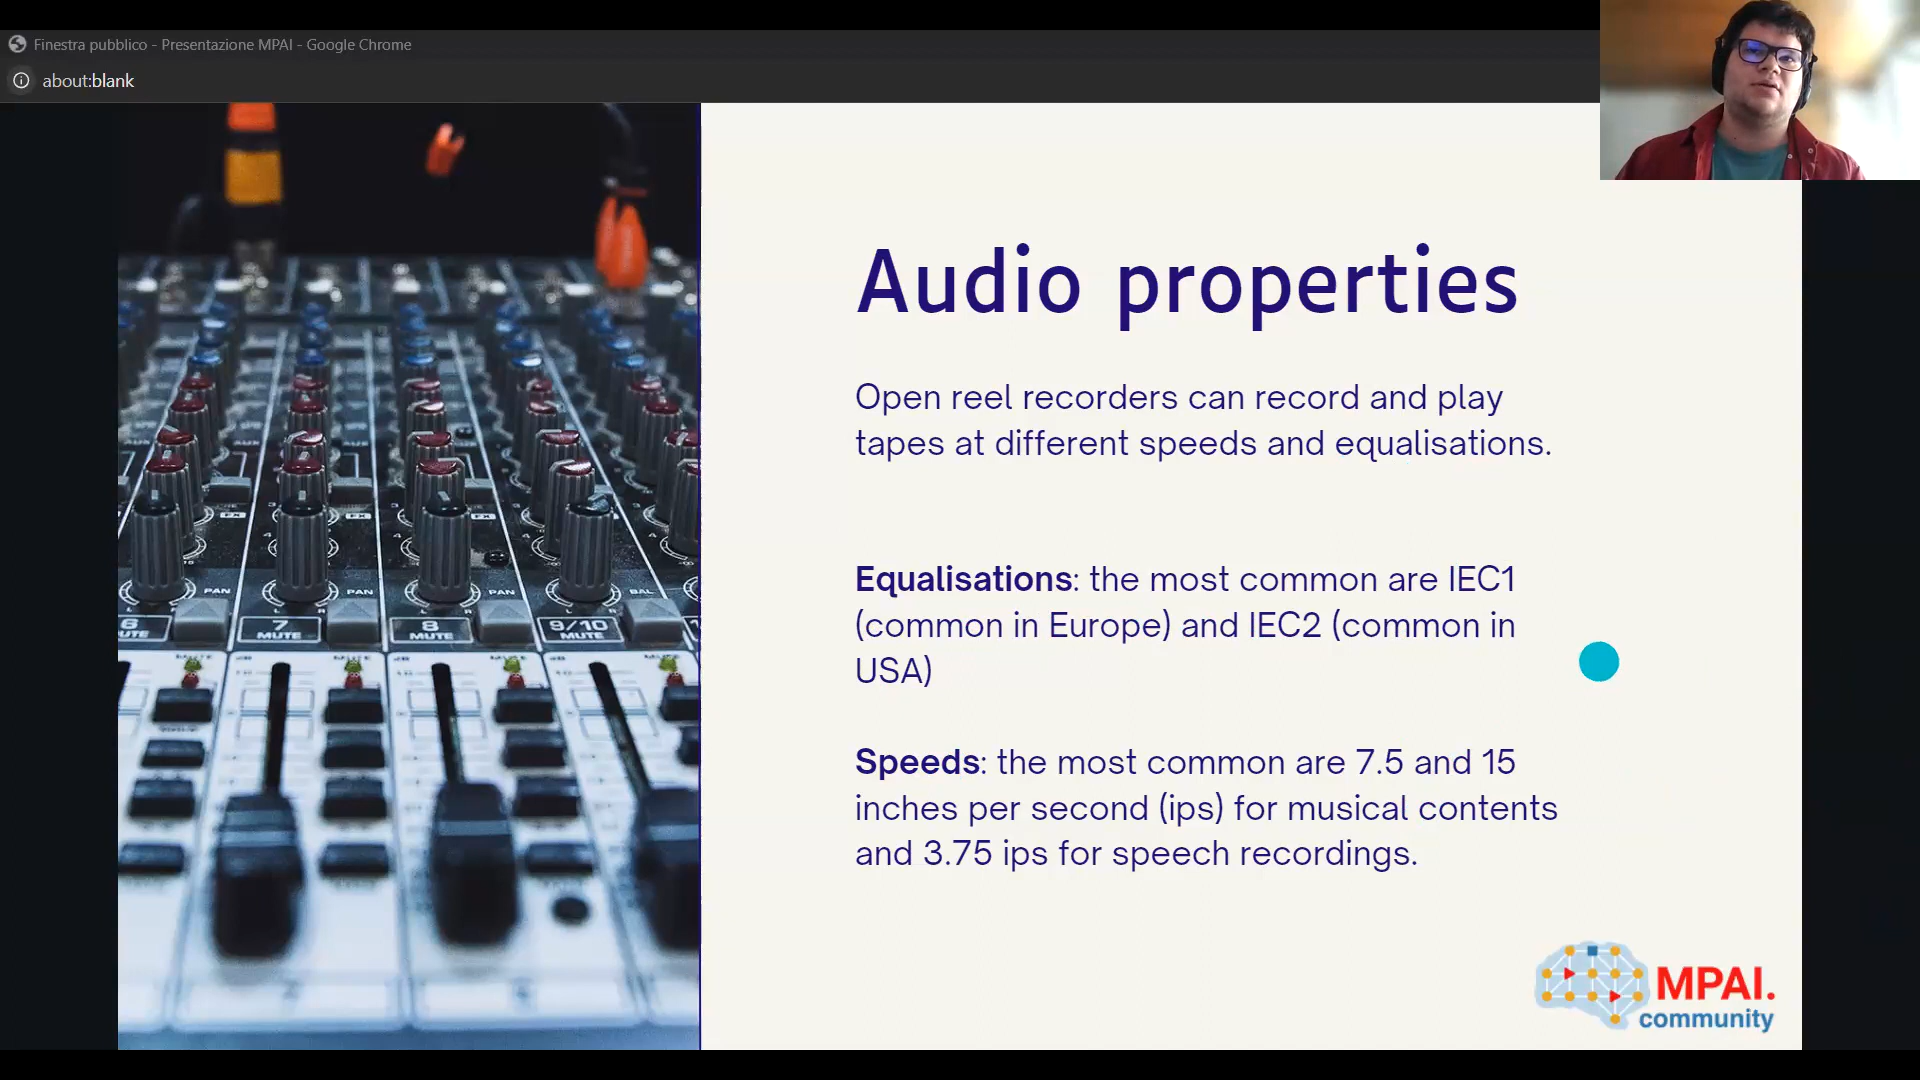 Finestra pubblico - Presentazione MPAI - Google Chrome
about:blank
Audio properties
Open reel recorders can record and play
tapes at different speeds and equalisations.
Equalisations: the most common are IEC1
(common in Europe) and IEC2 (common in
USA)
Speeds: the most common are 7.5 and 15
inches per second (ips) for musical contents
and 3.75 ips for speech recordings.
PAN PAN PAN BAL
6 7 8 9/10
MUTE MUTE MUTE
MPAI.
community